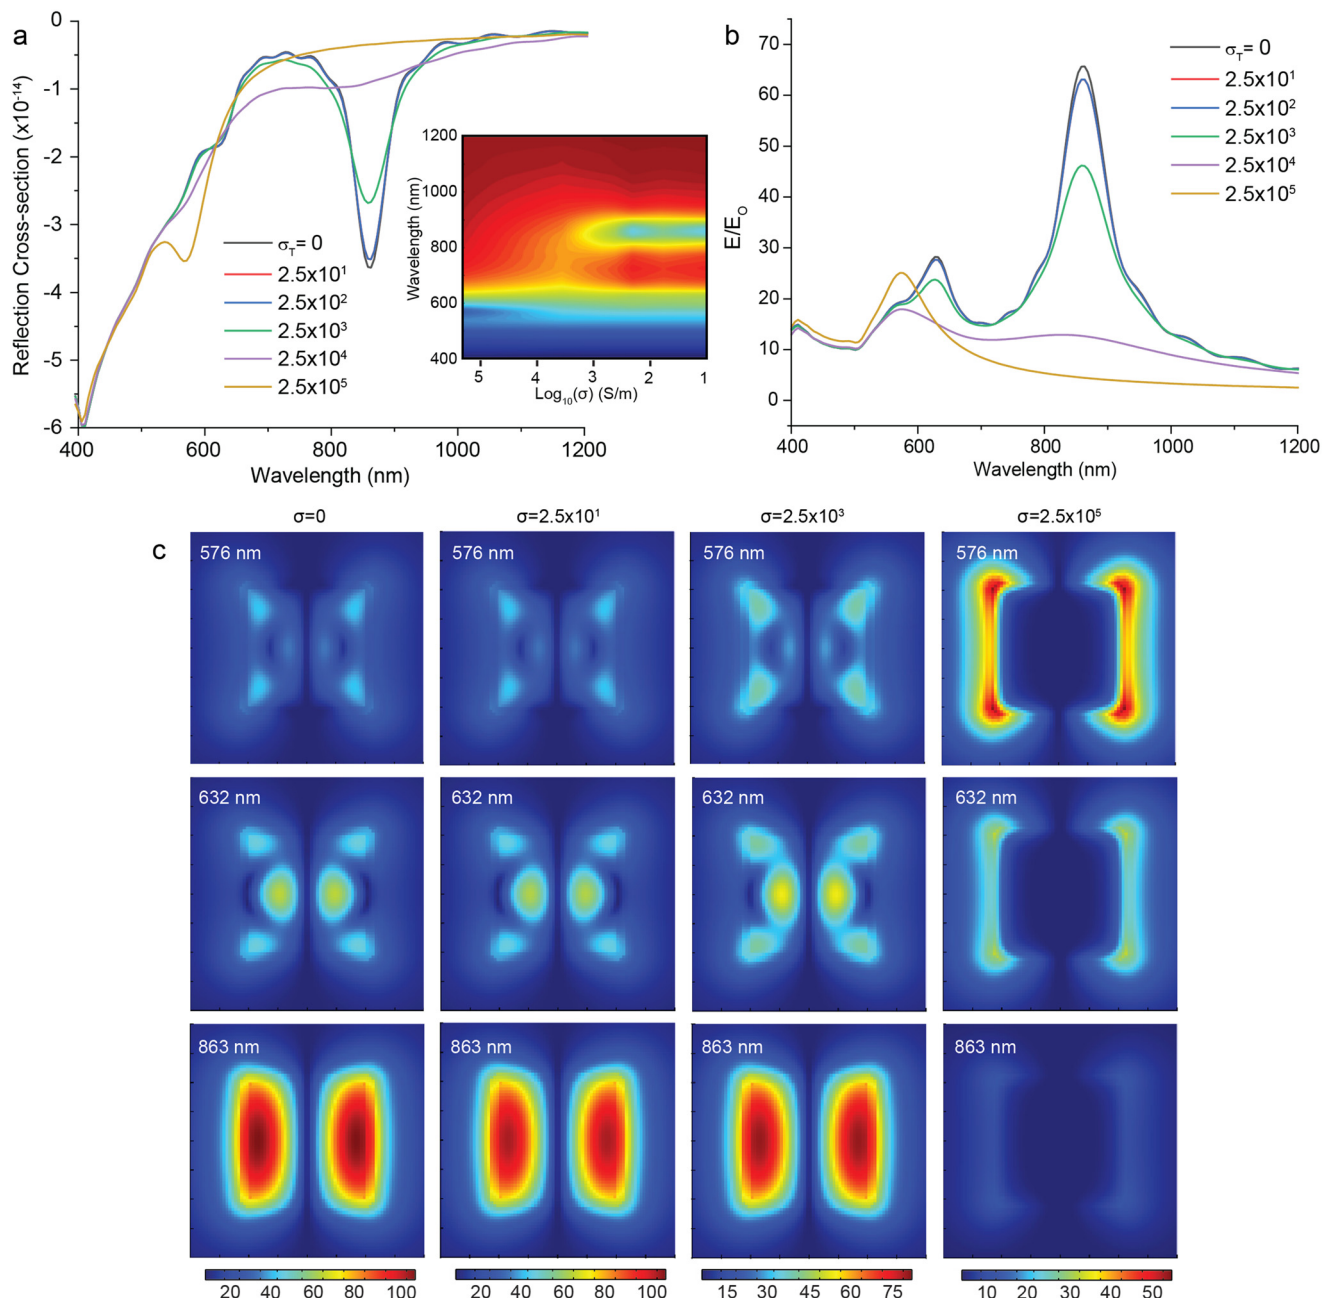 a
0
-1
-2
-3
-4
-5
-6
Reflection Cross-section (x10⁻¹⁴)
400
600
800
1000
1200
Wavelength (nm)
σT= 0
2.5x10¹
2.5x10²
2.5x10³
2.5x10⁴
2.5x10⁵
1200
1000
800
600
400
Wavelength (nm)
5 4 3 2 1
Log₁₀(σ) (S/m)
b
70
60
50
40
30
20
10
0
E/EO
400 600 800 1000 1200
Wavelength (nm)
σT= 0
2.5x10¹
2.5x10²
2.5x10³
2.5x10⁴
2.5x10⁵
c
σ=0 σ=2.5x10¹ σ=2.5x10³ σ=2.5x10⁵
576 nm 576 nm 576 nm 576 nm
632 nm 632 nm 632 nm 632 nm
863 nm 863 nm 863 nm 863 nm
20 40 60 80 100 20 40 60 80 100 15 30 45 60 75 10 20 30 40 50